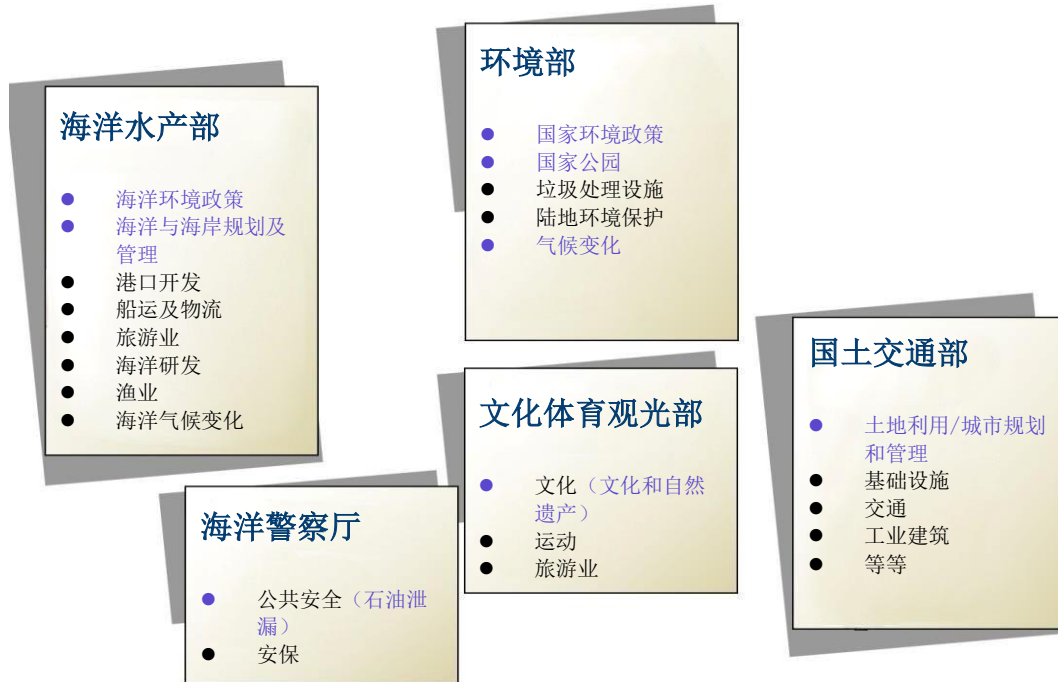 海洋水产部
● 海洋环境政策
● 海洋与海岸规划及
管理
● 港口开发
● 船运及物流
● 旅游业
● 海洋研发
● 渔业
● 海洋气候变化
环境部
● 国家环境政策
● 国家公园
● 垃圾处理设施
● 陆地环境保护
● 气候变化
国土交通部
● 土地利用/城市规划
和管理
● 基础设施
● 交通
● 工业建筑
● 等等
文化体育观光部
● 文化（文化和自然
遗产）
● 运动
● 旅游业
海洋警察厅
● 公共安全（石油泄
漏）
● 安保